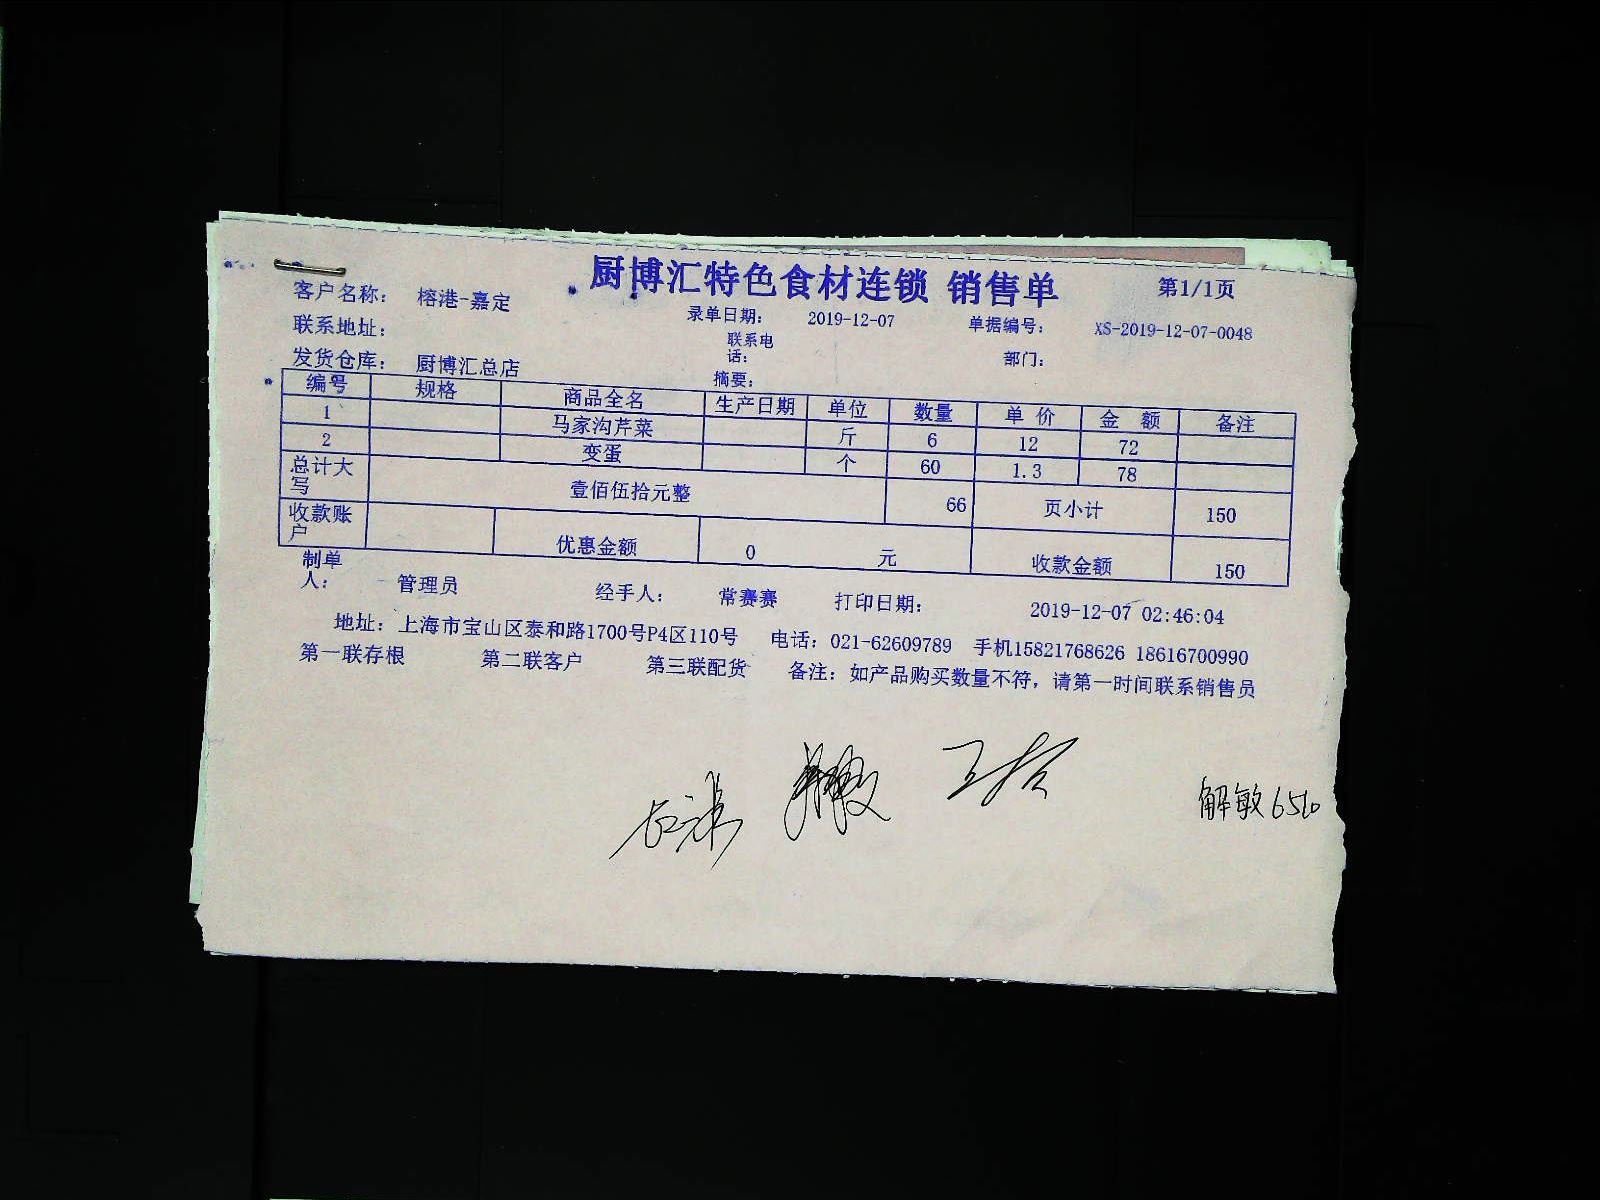 厨博汇特色食材连锁 销售单 第1/1页
客户名称: 榕港-嘉定 录单日期: 2019-12-07 单据编号: XS-2019-12-07-0048
联系地址: 联系电话: 部门:
发货仓库: 厨博汇总店 摘要:
编号 规格 商品全名 生产日期 单位 数量 单价 金额 备注
1 马家沟芹菜 斤 6 12 72
2 变蛋 个 60 1.3 78
总计大写 壹佰伍拾元整 66 页小计 150
收款账户 优惠金额 0 元 收款金额 150
制单人: 管理员 经手人: 常赛赛 打印日期: 2019-12-07 02:46:04
地址: 上海市宝山区泰和路1700号P4区110号 电话: 021-62609789 手机15821768626 18616700990
第一联存根 第二联客户 第三联配货 备注: 如产品购买数量不符, 请第一时间联系销售员
解敏